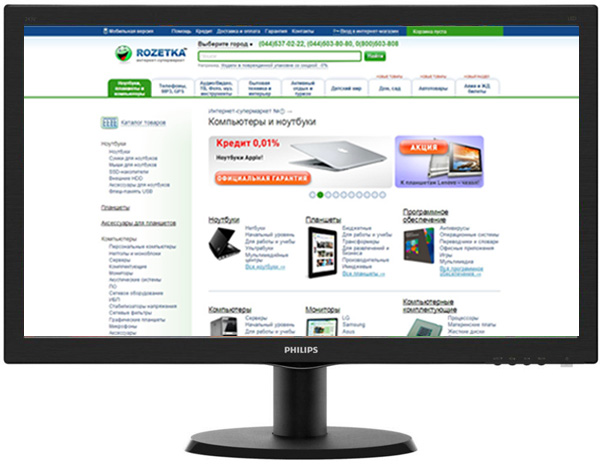 Мобильная версия Помощь Кредит Доставка и оплата Гарантия Контакты Вход в интернет-магазин Корзина пуста
ROZETKA
интернет-супермаркет
Выберите город (044)537-02-22, (044)503-80-80, 0(800)503-808
Найти
Ноутбуки, планшеты и компьютеры
Телефоны, MP3, GPS
Аудио/видео, ТВ, Фото, муз. инструменты
Бытовая техника и интерьер
Активный отдых и туризм
Детский мир
Дом, сад
Автотовары
Авиа и ЖД билеты
Интернет-супермаркет
Компьютеры и ноутбуки
Каталог товаров
Ноутбуки
Ноутбуки
Сумки для ноутбуков
Мыши для ноутбуков
SSD-накопители
Внешние HDD
Аксессуары для ноутбуков
Флеш-память USB
Планшеты
Аксессуары для планшетов
Компьютеры
Персональные компьютеры
Неттопы и моноблоки
Серверы
Комплектующие
Мониторы
Акустические системы
ПО
Сетевое оборудование
ИБП
Стабилизаторы напряжения
Сетевые фильтры
Графические планшеты
Микрофоны
Аксессуары
Кредит 0,01%
Ноутбуки Apple!
ОФИЦИАЛЬНАЯ ГАРАНТИЯ
АКЦИЯ
К планшетам Lenovo – чехол!
Ноутбуки
Нетбуки
Начальный уровень
Для работы и учебы
Ультрабуки
Мультимедийные центры
Все ноутбуки
Планшеты
Бюджетные
Для работы и учебы
Трансформеры
Для развлечений и бизнеса
Производительные
Имиджевые
Все планшеты
Программное обеспечение
Антивирусы
Операционные системы
Переводчики и словари
Офисные приложения
Игры
Мультимедиа
Все программное обеспечение
Компьютеры
Серверы
Начальный уровень
Для работы и учебы
Мониторы
LG
Samsung
Asus
Компьютерные комплектующие
Процессоры
Материнские платы
Жесткие диски
PHILIPS